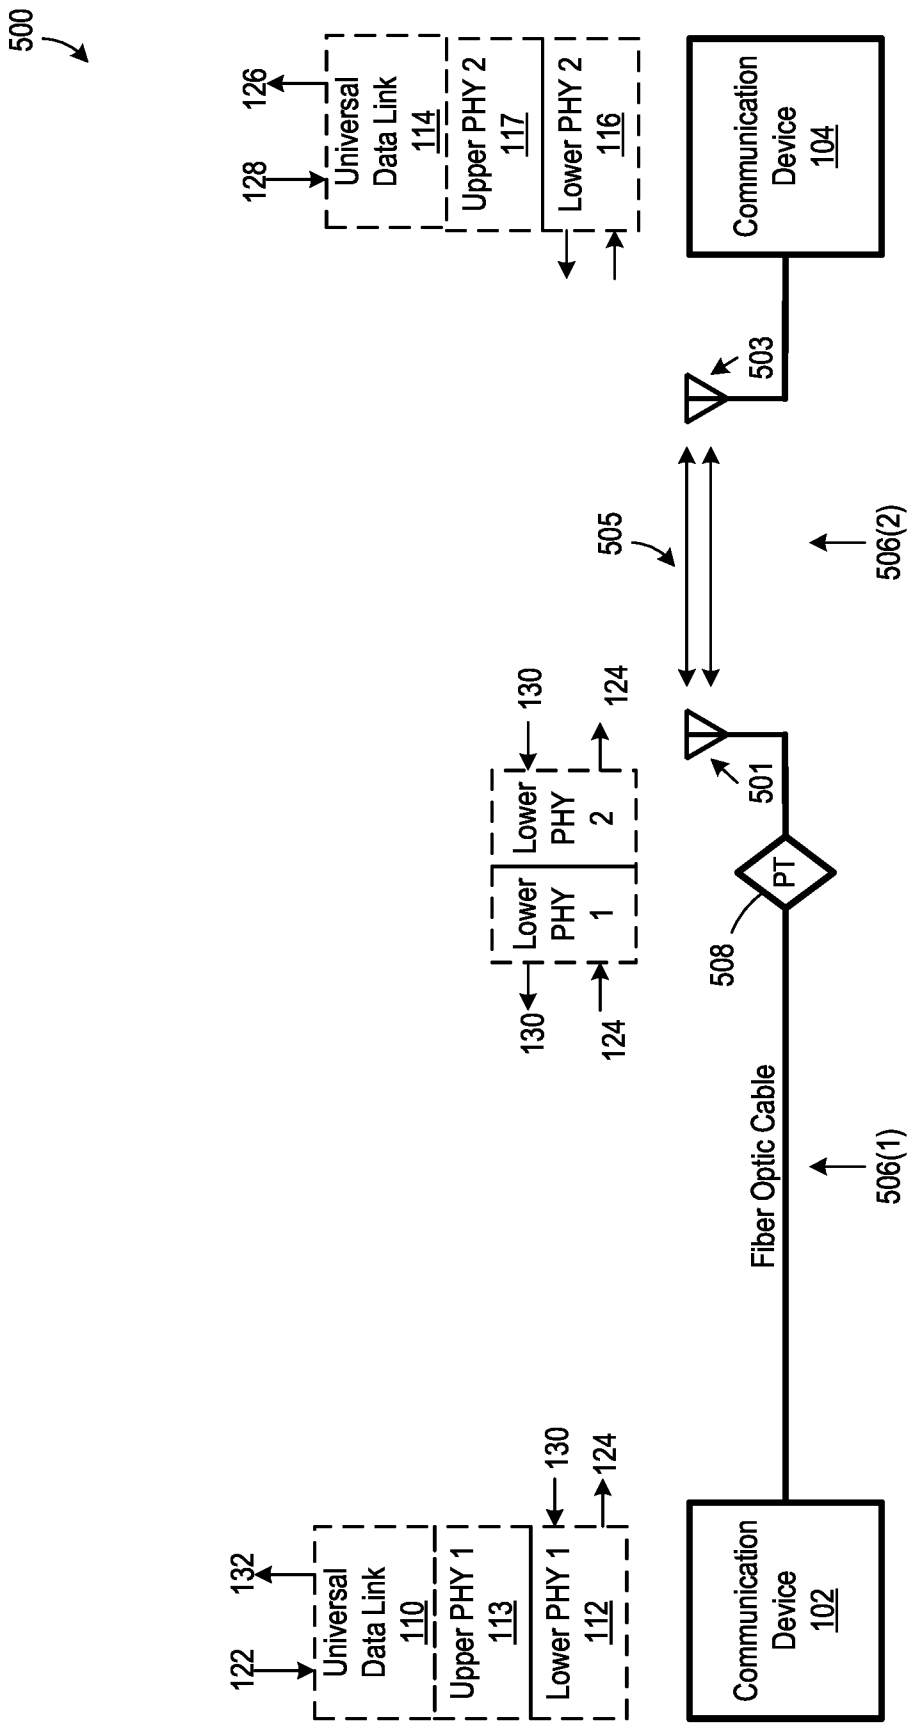 500
122
132
Universal
Data Link
110
Upper PHY 1
113
Lower PHY 1
112
130
124
Communication
Device
102
Fiber Optic Cable
506(1)
130
124
Lower
PHY
1
Lower
PHY
2
130
124
508
PT
501
505
506(2)
503
128
126
Universal
Data Link
114
Upper PHY 2
117
Lower PHY 2
116
Communication
Device
104